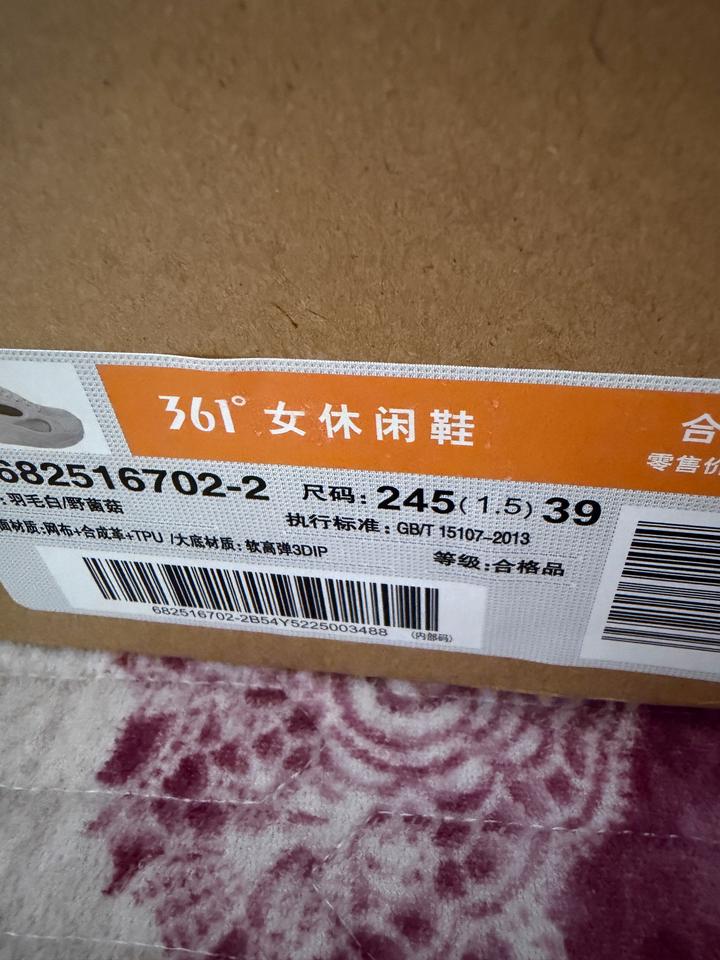 361° 女休闲鞋
合
零售价
682516702-2
尺码: 245(1.5) 39
: 羽毛白/野菌菇
执行标准: GB/T 15107-2013
面材质: 网布+合成革+TPU /大底材质: 软高弹3DIP
等级: 合格品
682516702-2B54Y5225003488 (内部码)